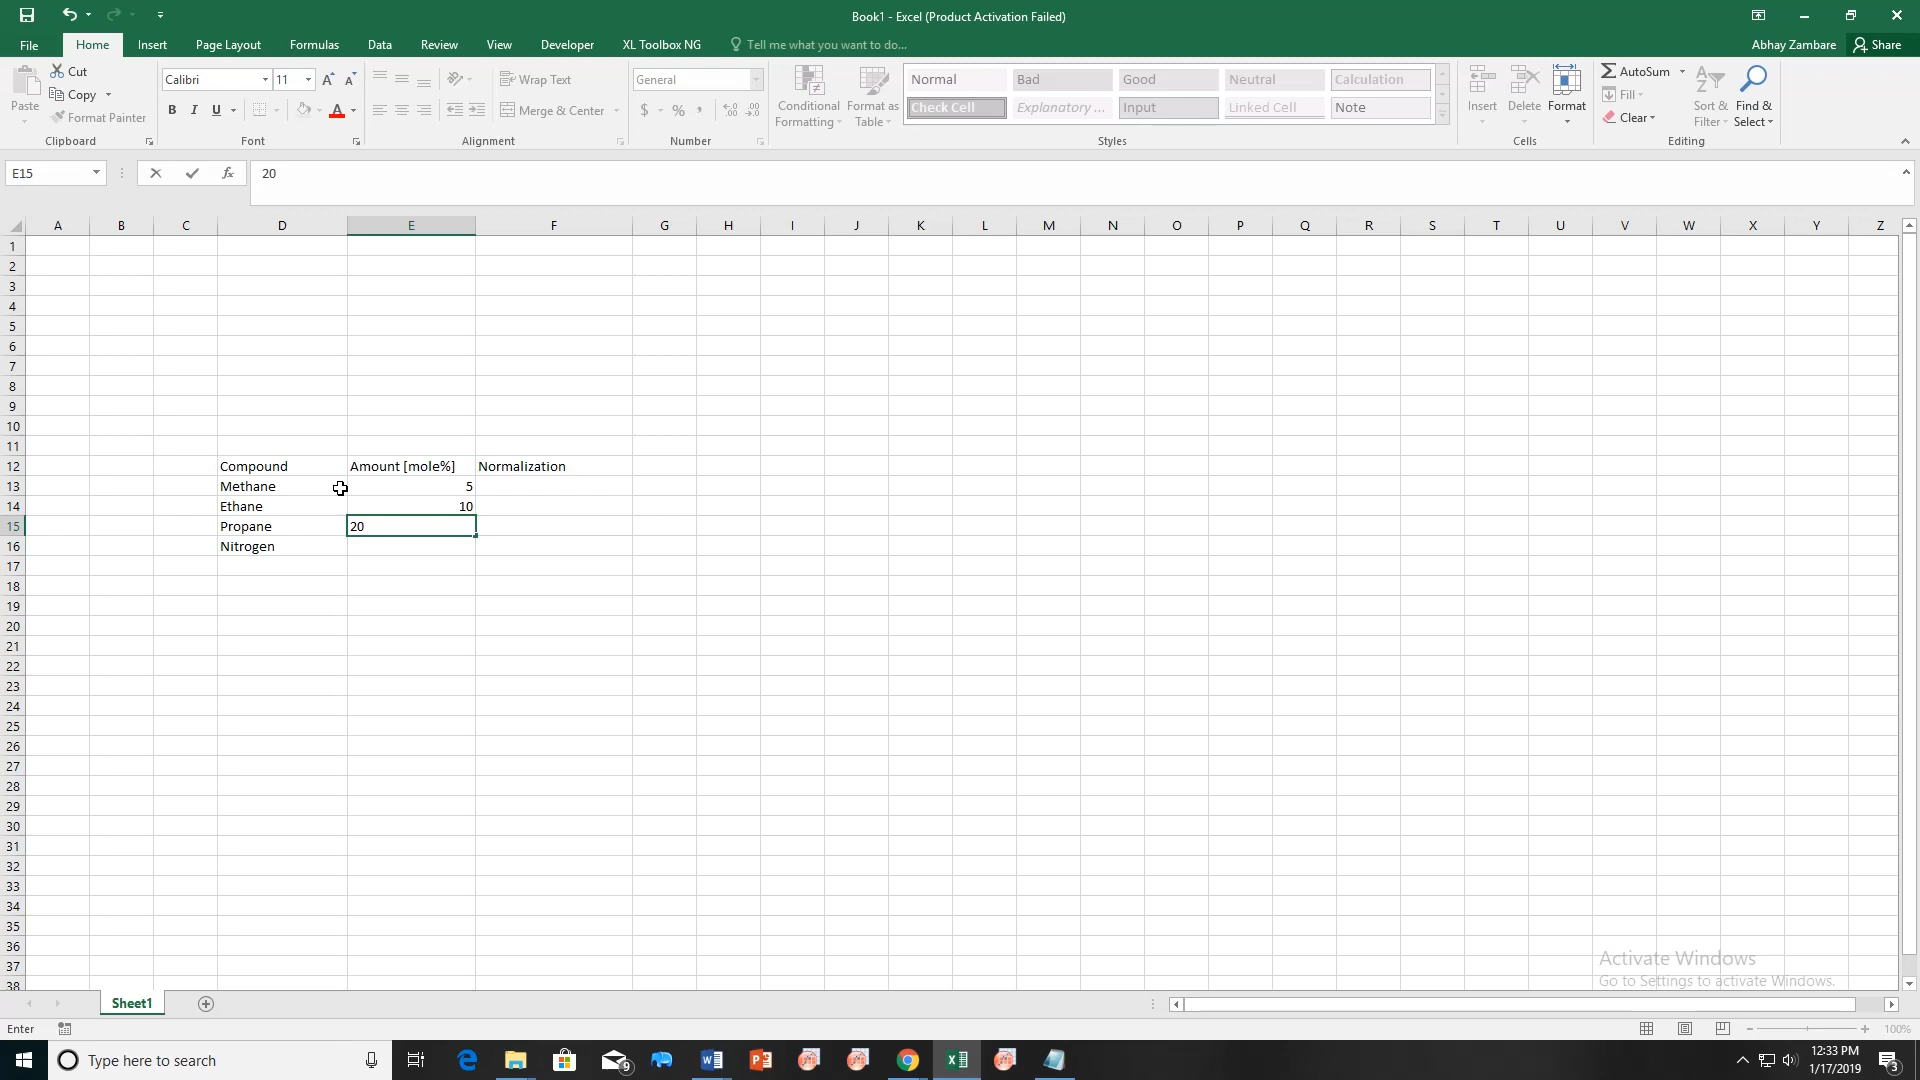 Book1 - Excel (Product Activation Failed)
File Home Insert Page Layout Formulas Data Review View Developer XL Toolbox NG Tell me what you want to do... Abhay Zambare Share
Paste Cut Copy Format Painter Clipboard
Calibri 11 B I U A Font
Wrap Text Merge & Center Alignment
General $ % , Number
Conditional Formatting Format as Table
Normal Bad Good Neutral Calculation
Check Cell Explanatory ... Input Linked Cell Note
Styles
Insert Delete Format Cells
AutoSum Fill Clear Sort & Filter Find & Select Editing
E15 fx 20
A B C D E F G H I J K L M N O P Q R S T U V W X Y Z
1
2
3
4
5
6
7
8
9
10
11
12 Compound Amount [mole%] Normalization
13 Methane 5
14 Ethane 10
15 Propane 20
16 Nitrogen
17
18
19
20
21
22
23
24
25
26
27
28
29
30
31
32
33
34
35
36
37
38
Activate Windows
Go to Settings to activate Windows.
Sheet1
Enter 100%
Type here to search 9 12:33 PM
1/17/2019 3